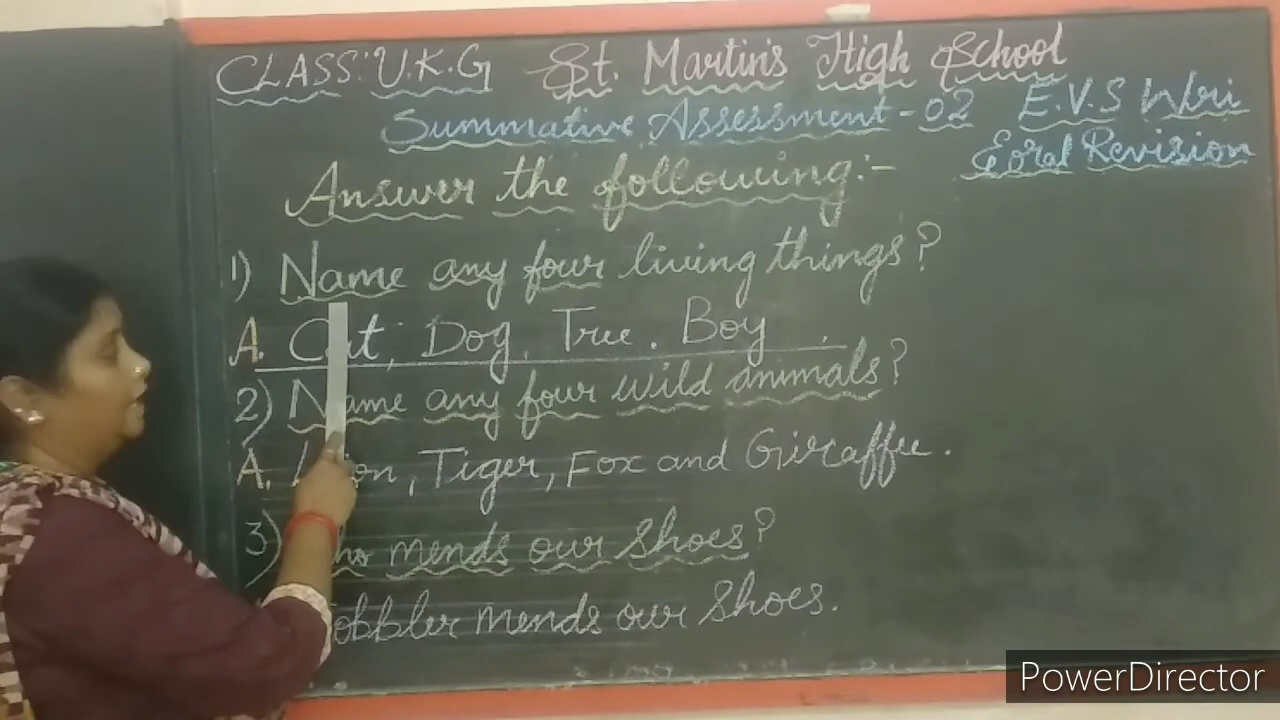 CLASS: U.K.G St. Martin's High School
Summative Assessment - 02 E.V.S Wri
&oral Revision
Answer the following:-
1) Name any four living things?
A. Cat, Dog, Tree. Boy.
2) Name any four wild animals?
A. Lion, Tiger, Fox and Giraffee.
3) mends our shoes?
mends our shoes.
PowerDirector